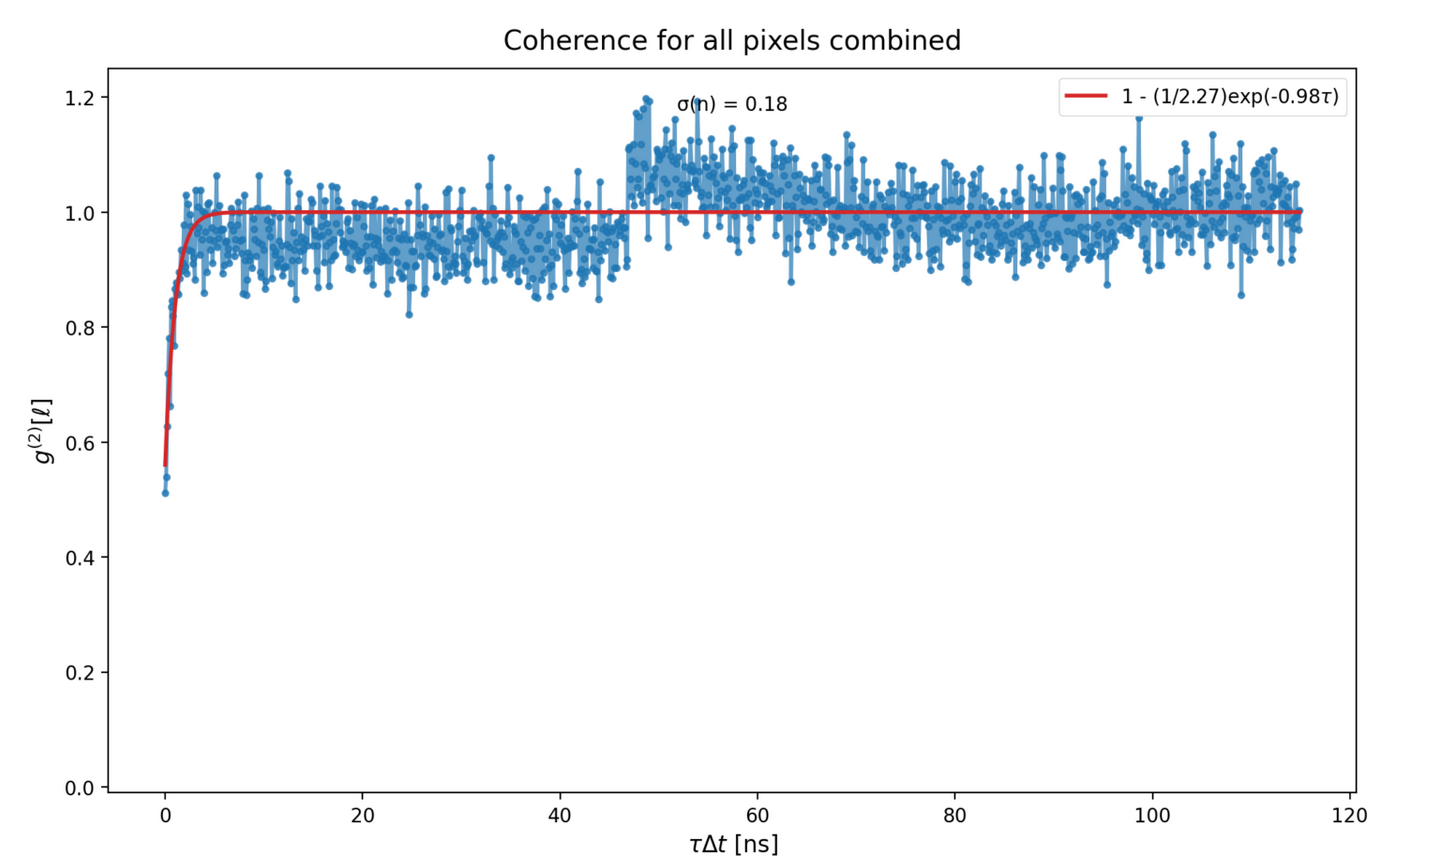 Coherence for all pixels combined
1.2
1.0
0.8
0.6
0.4
0.2
0.0
g⁽²⁾[ℓ]
σ(n) = 0.18
1 - (1/2.27)exp(-0.98τ)
0 20 40 60 80 100 120
τΔt [ns]